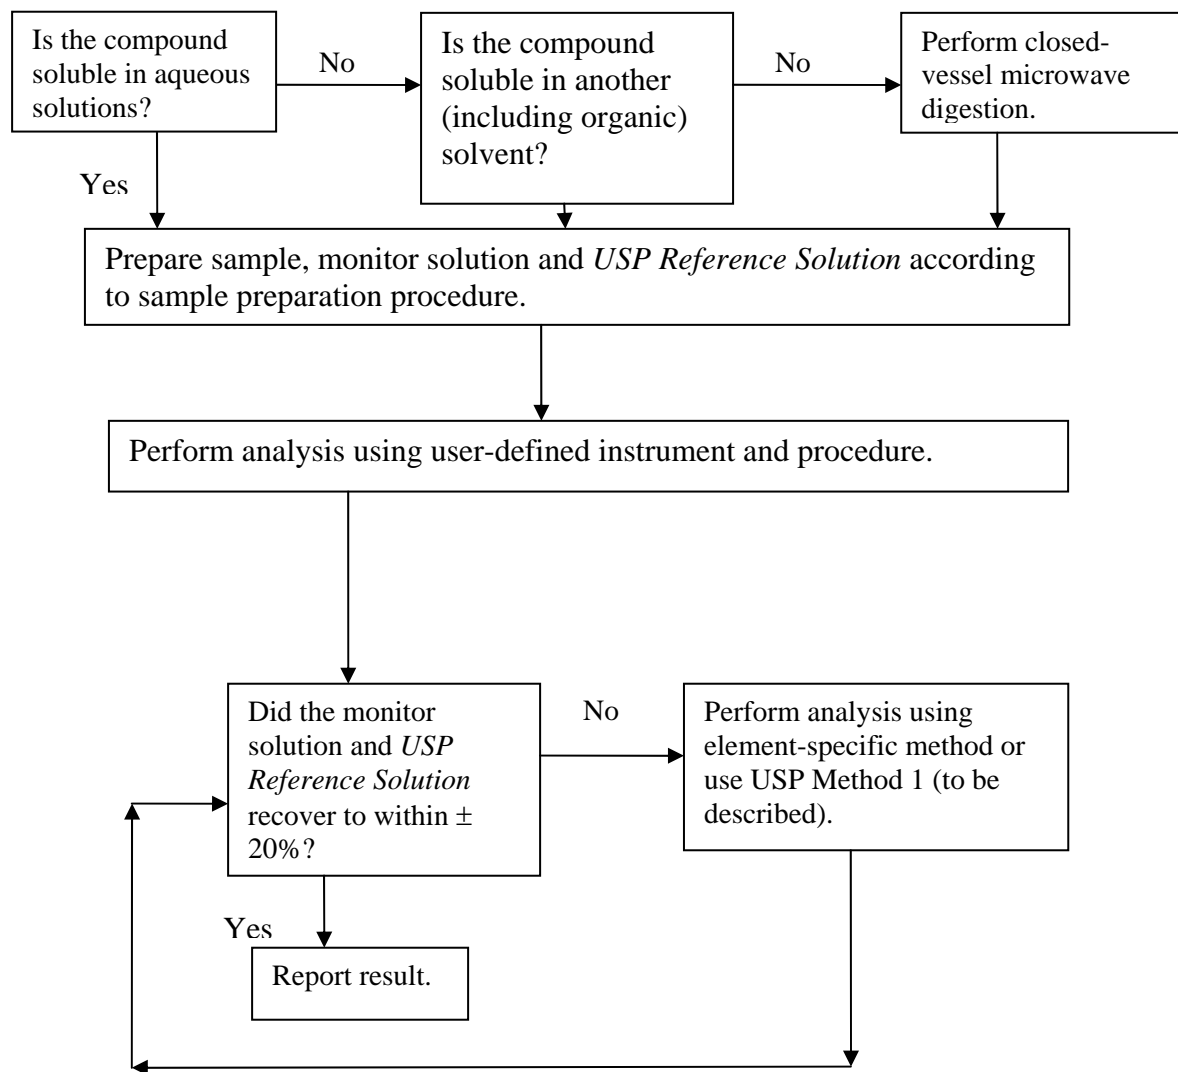 Is the compound
soluble in aqueous
solutions?
No
Is the compound
soluble in another
(including organic)
solvent?
No
Perform closed-
vessel microwave
digestion.
Yes
Prepare sample, monitor solution and USP Reference Solution according
to sample preparation procedure.
Perform analysis using user-defined instrument and procedure.
Did the monitor
solution and USP
Reference Solution
recover to within ±
20%?
No
Perform analysis using
element-specific method or
use USP Method 1 (to be
described).
Yes
Report result.